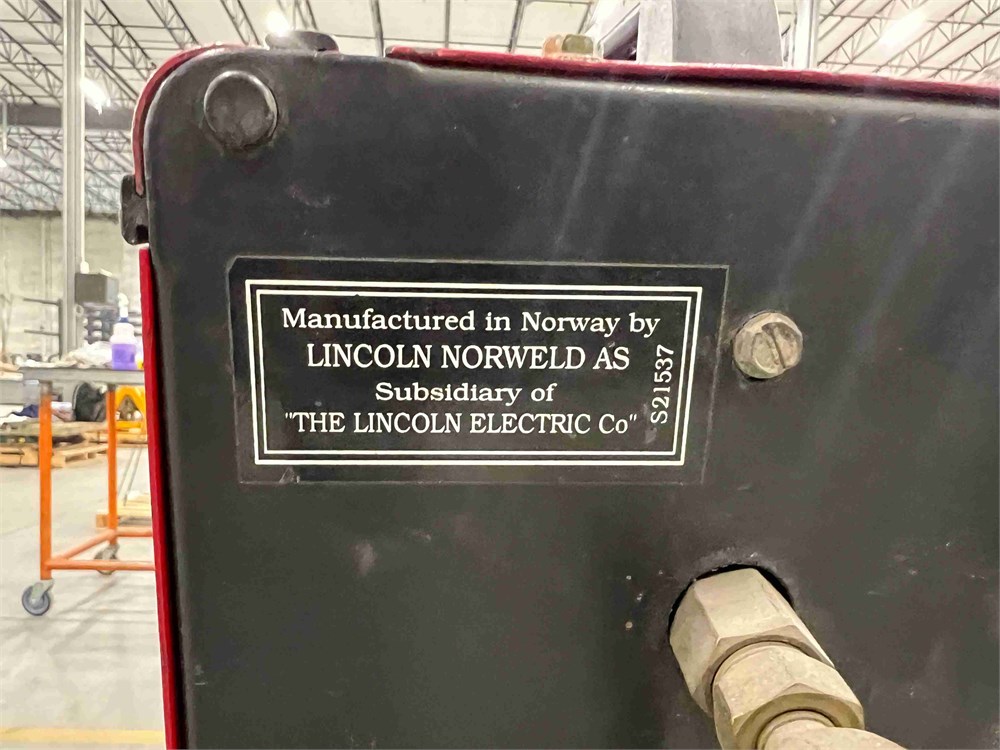 Manufactured in Norway by
LINCOLN NORWELD AS
Subsidiary of
"THE LINCOLN ELECTRIC Co"
S21537